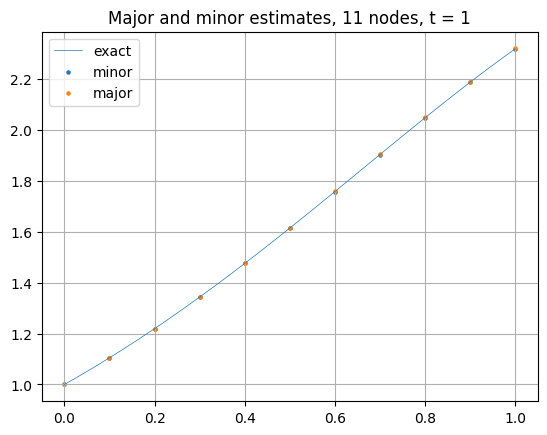 Major and minor estimates, 11 nodes, t = 1
exact
minor
major
2.2
2.0
1.8
1.6
1.4
1.2
1.0
0.0 0.2 0.4 0.6 0.8 1.0